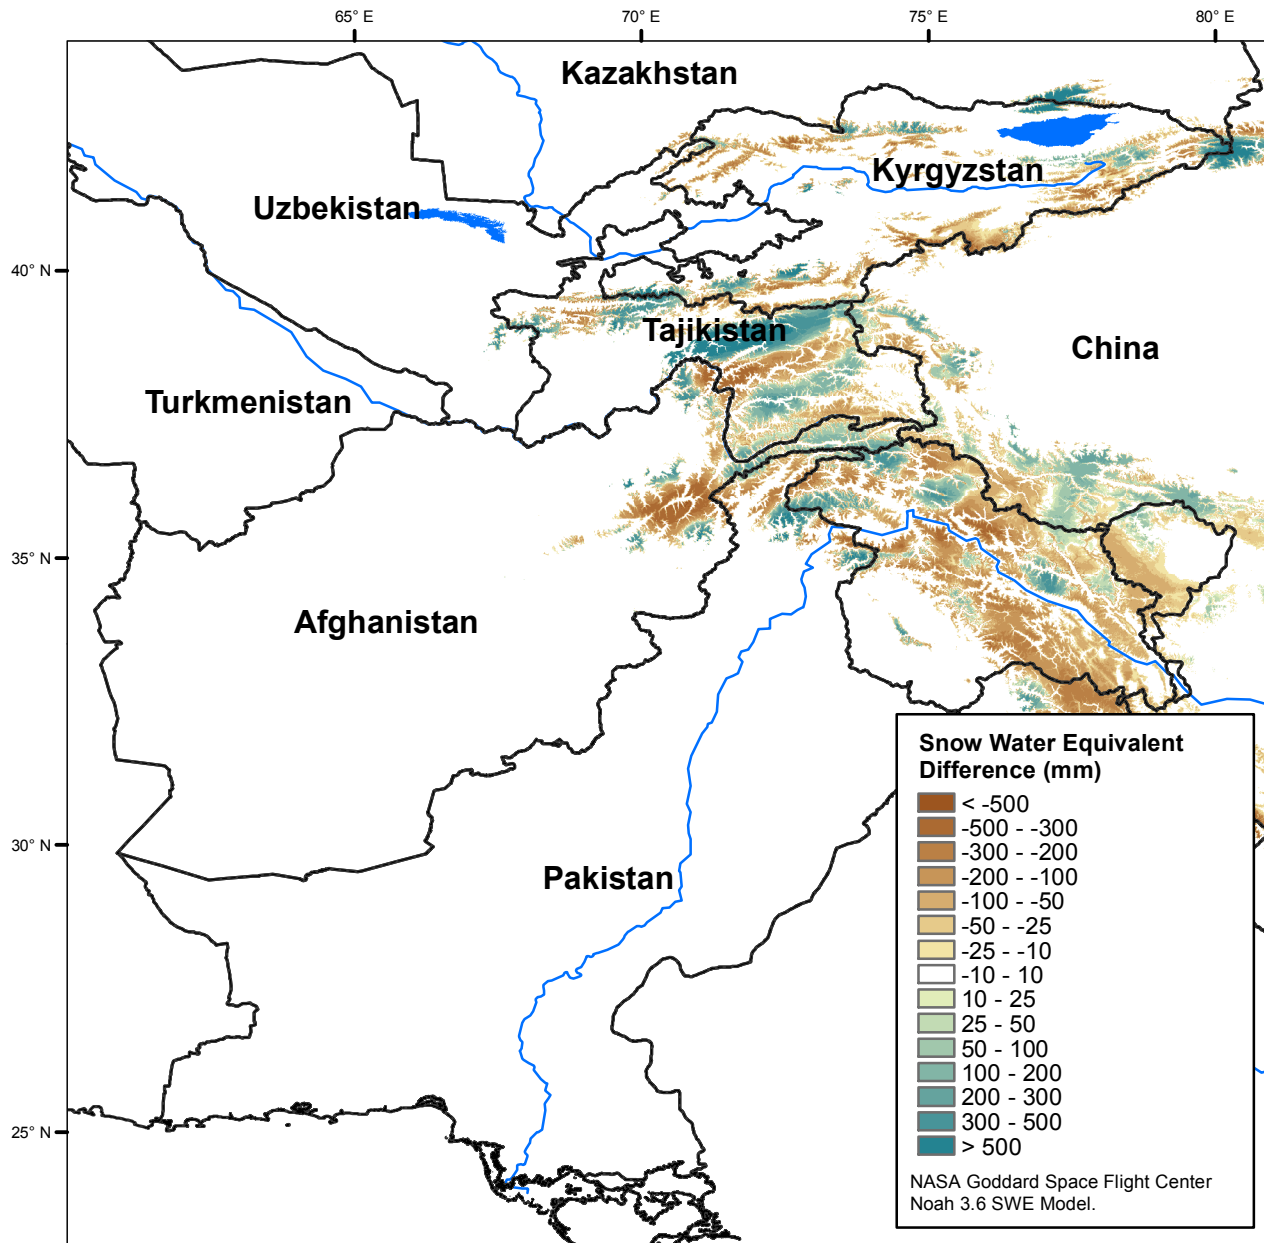 65° E
70° E
75° E
80° E
Kazakhstan
Kyrgyzstan
Uzbekistan
40° N
Tajikistan
China
Turkmenistan
35° N
Afghanistan
Snow Water Equivalent
Difference (mm)
< -500
-500 - -300
-300 - -200
-200 - -100
-100 - -50
-50 - -25
-25 - -10
-10 - 10
10 - 25
25 - 50
50 - 100
100 - 200
200 - 300
300 - 500
> 500
30° N
Pakistan
25° N
NASA Goddard Space Flight Center
Noah 3.6 SWE Model.